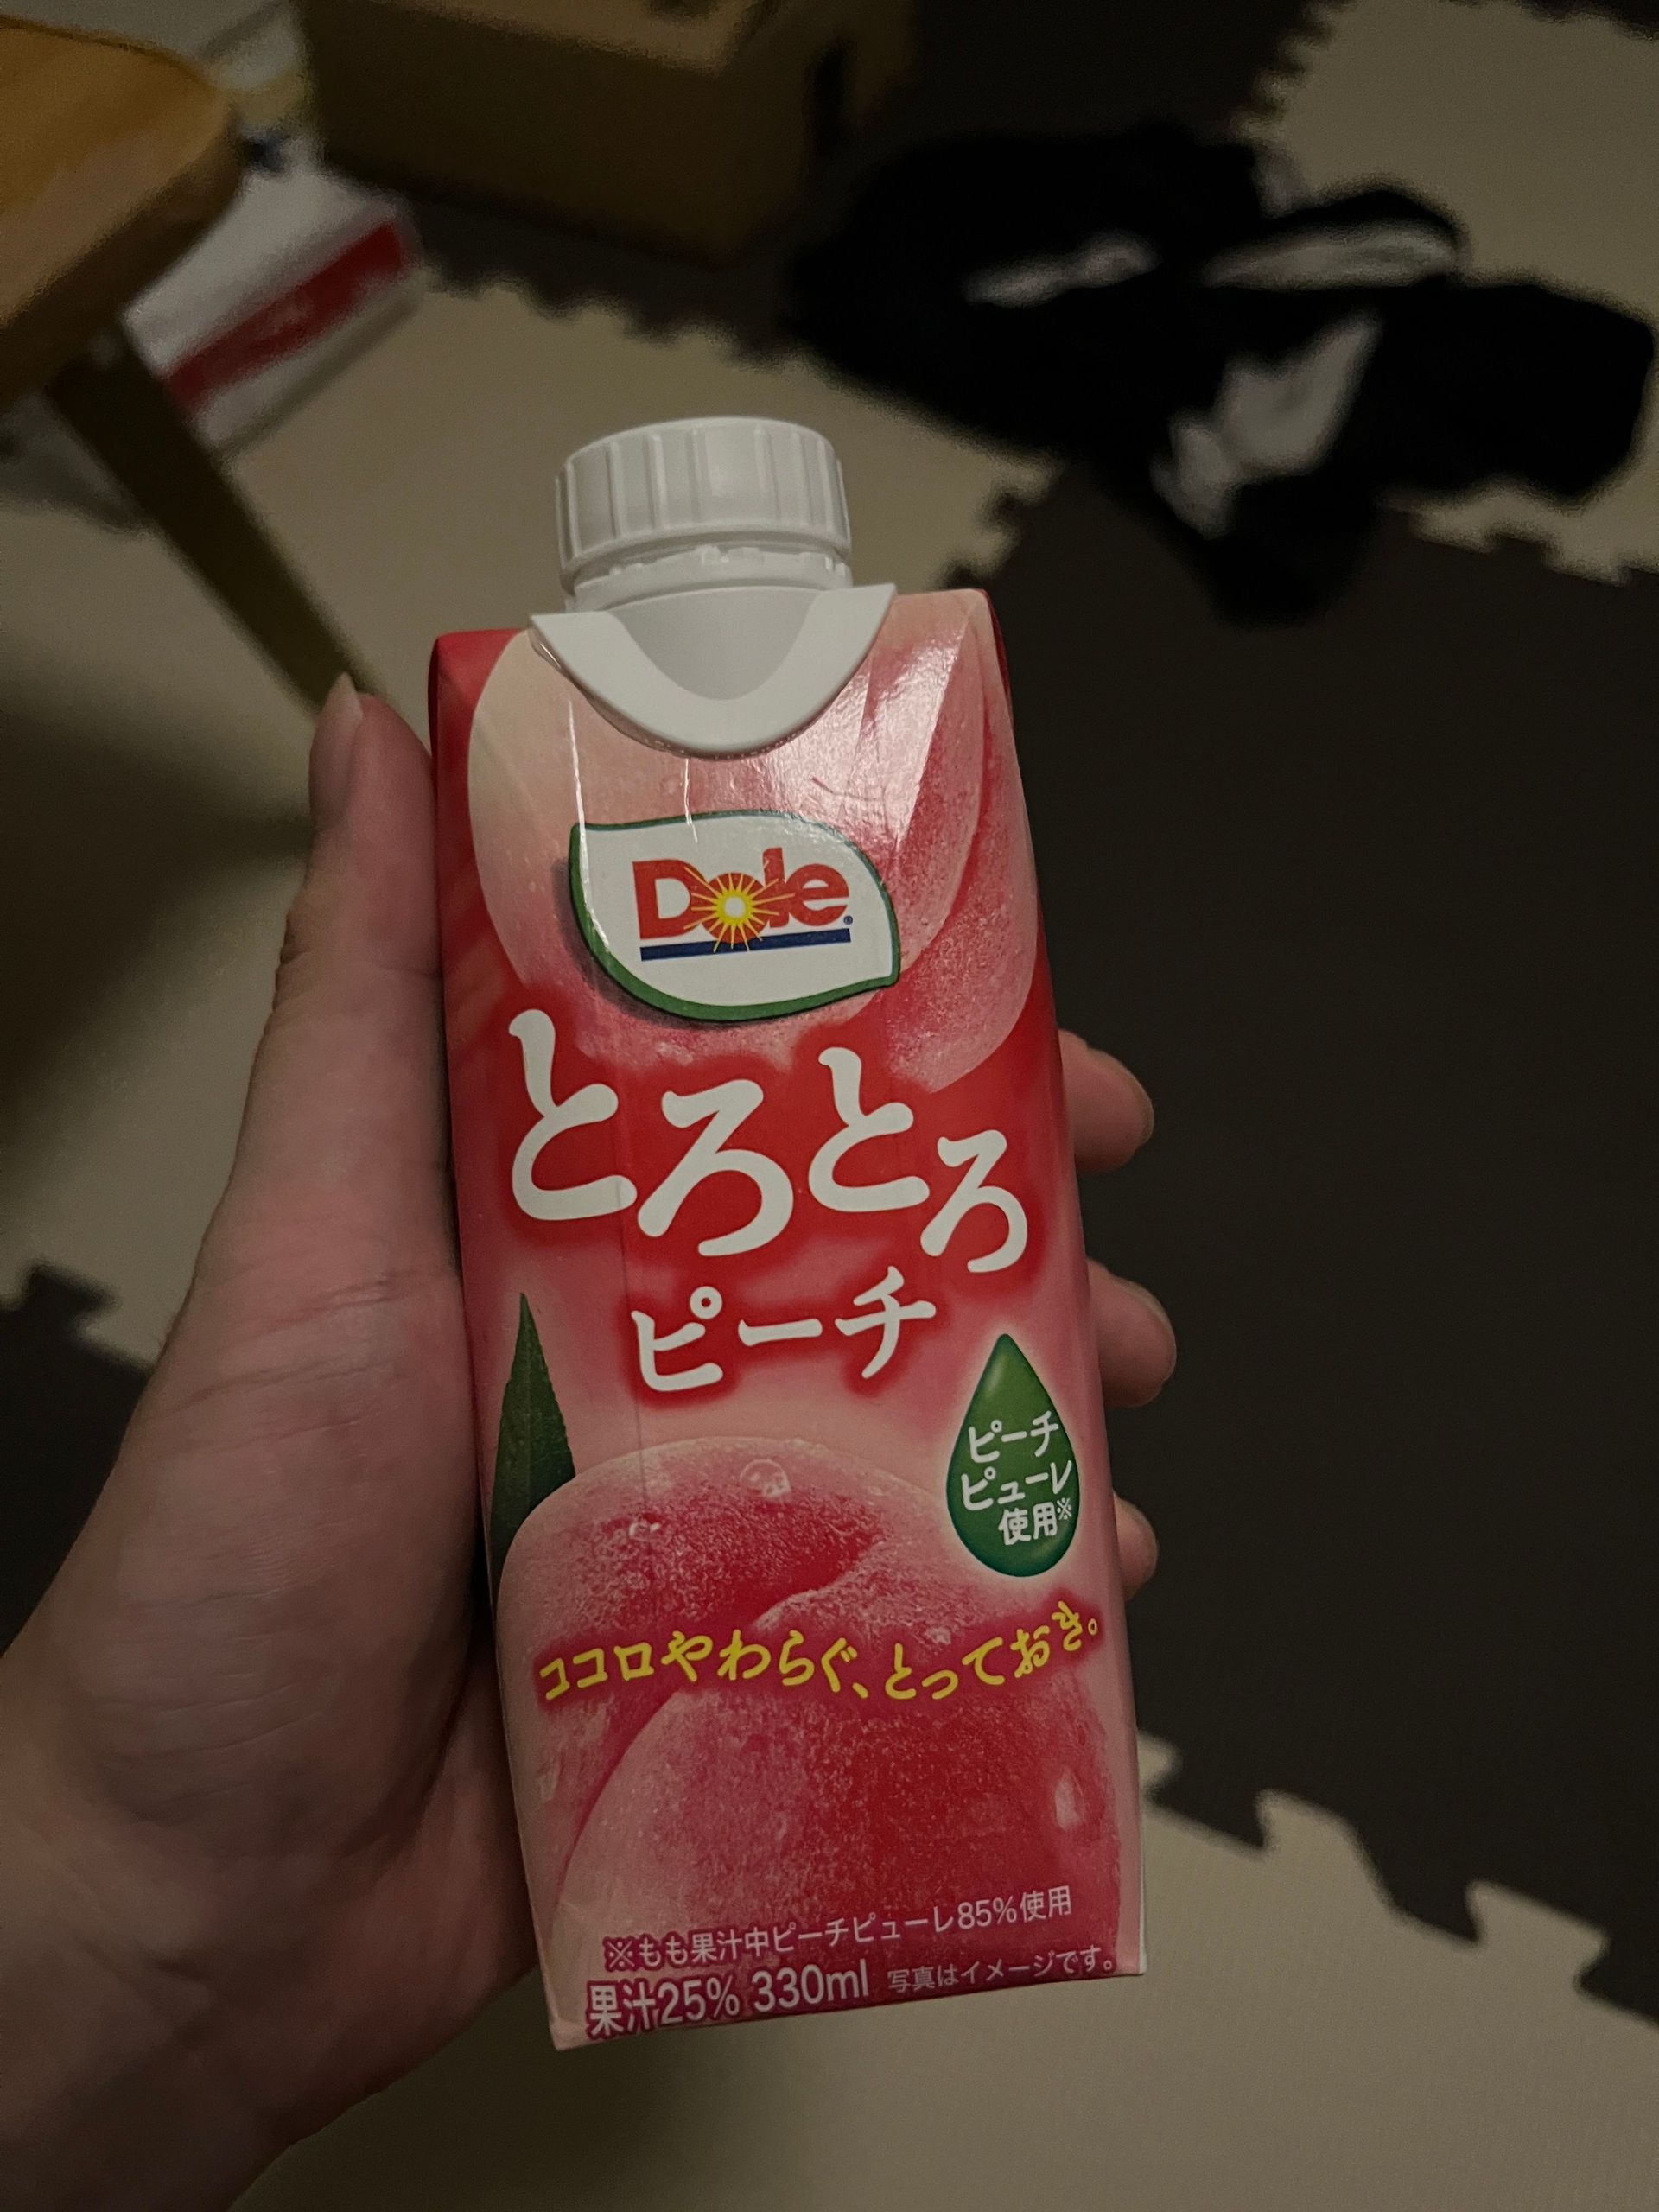 Dole®
とろとろ
ピーチ
ピーチ
ピューレ
使用※
ココロやわらぐ、とっておき。
※もも果汁中ピーチピューレ85%使用
果汁25% 330ml 写真はイメージです。